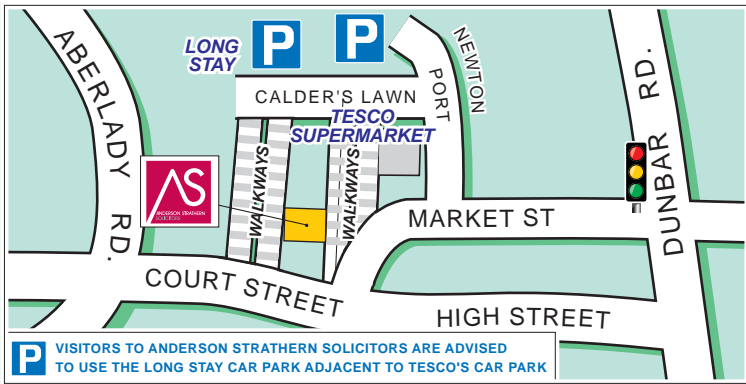 ABERLADY RD.
LONG
STAY
P
P
NEWTON
PORT
CALDER'S LAWN
TESCO
SUPERMARKET
WALKWAYS
WALKWAYS
AS
ANDERSON STRATHERN
SOLICITORS
DUNBAR RD.
MARKET ST
COURT STREET
HIGH STREET
P
VISITORS TO ANDERSON STRATHERN SOLICITORS ARE ADVISED
TO USE THE LONG STAY CAR PARK ADJACENT TO TESCO'S CAR PARK